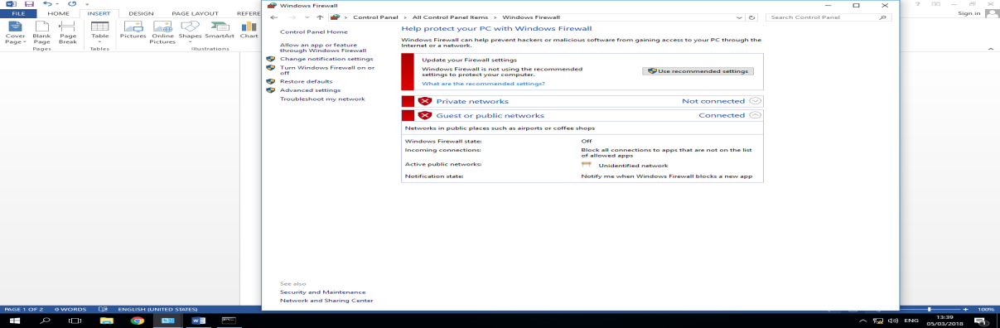 Windows Firewall
FILE HOME INSERT DESIGN PAGE LAYOUT REFERE
Sign in
Cover Page
Blank Page
Page Break
Table
Pictures
Online Pictures
Shapes
SmartArt
Chart
Pages
Tables
Illustrations
Control Panel > All Control Panel Items > Windows Firewall
Search Control Panel
Control Panel Home
Allow an app or feature
through Windows Firewall
Change notification settings
Turn Windows Firewall on or
off
Restore defaults
Advanced settings
Troubleshoot my network
Help protect your PC with Windows Firewall
Windows Firewall can help prevent hackers or malicious software from gaining access to your PC through the
Internet or a network.
Update your Firewall settings
Windows Firewall is not using the recommended
settings to protect your computer.
Use recommended settings
What are the recommended settings?
Private networks Not connected
Guest or public networks Connected
Networks in public places such as airports or coffee shops
Windows Firewall state: Off
Incoming connections: Block all connections to apps that are not on the list
of allowed apps
Active public networks: Unidentified network
Notification state: Notify me when Windows Firewall blocks a new app
See also
Security and Maintenance
Network and Sharing Center
PAGE 1 OF 2 0 WORDS ENGLISH (UNITED STATES) 100%
ENG
13:39
05/03/2018